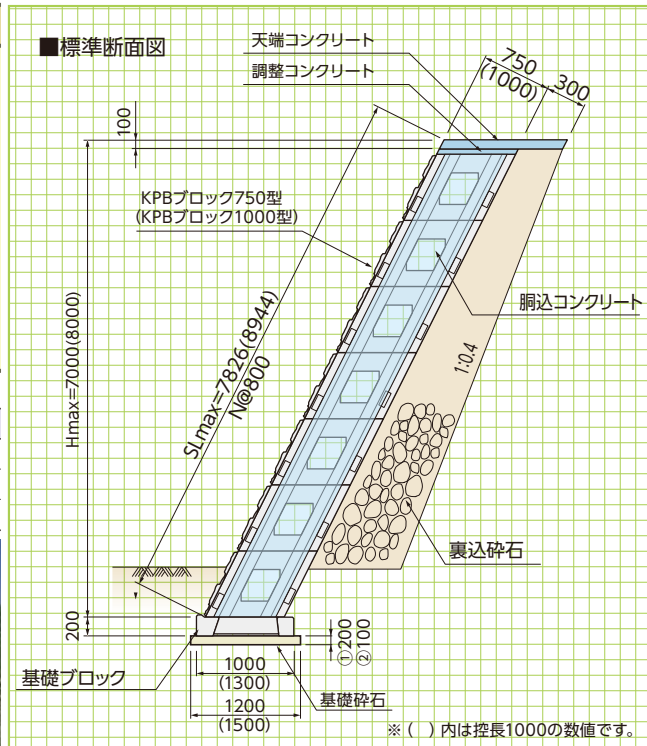 ■標準断面図
天端コンクリート
調整コンクリート
750
(1000)
300
100
KPBブロック750型
(KPBブロック1000型)
胴込コンクリート
Hmax=7000(8000)
SLmax=7826(8944)
N@800
1:0.4
裏込砕石
200
①200
②100
基礎ブロック
1000
(1300)
基礎砕石
1200
(1500)
※( )内は控長1000の数値です。